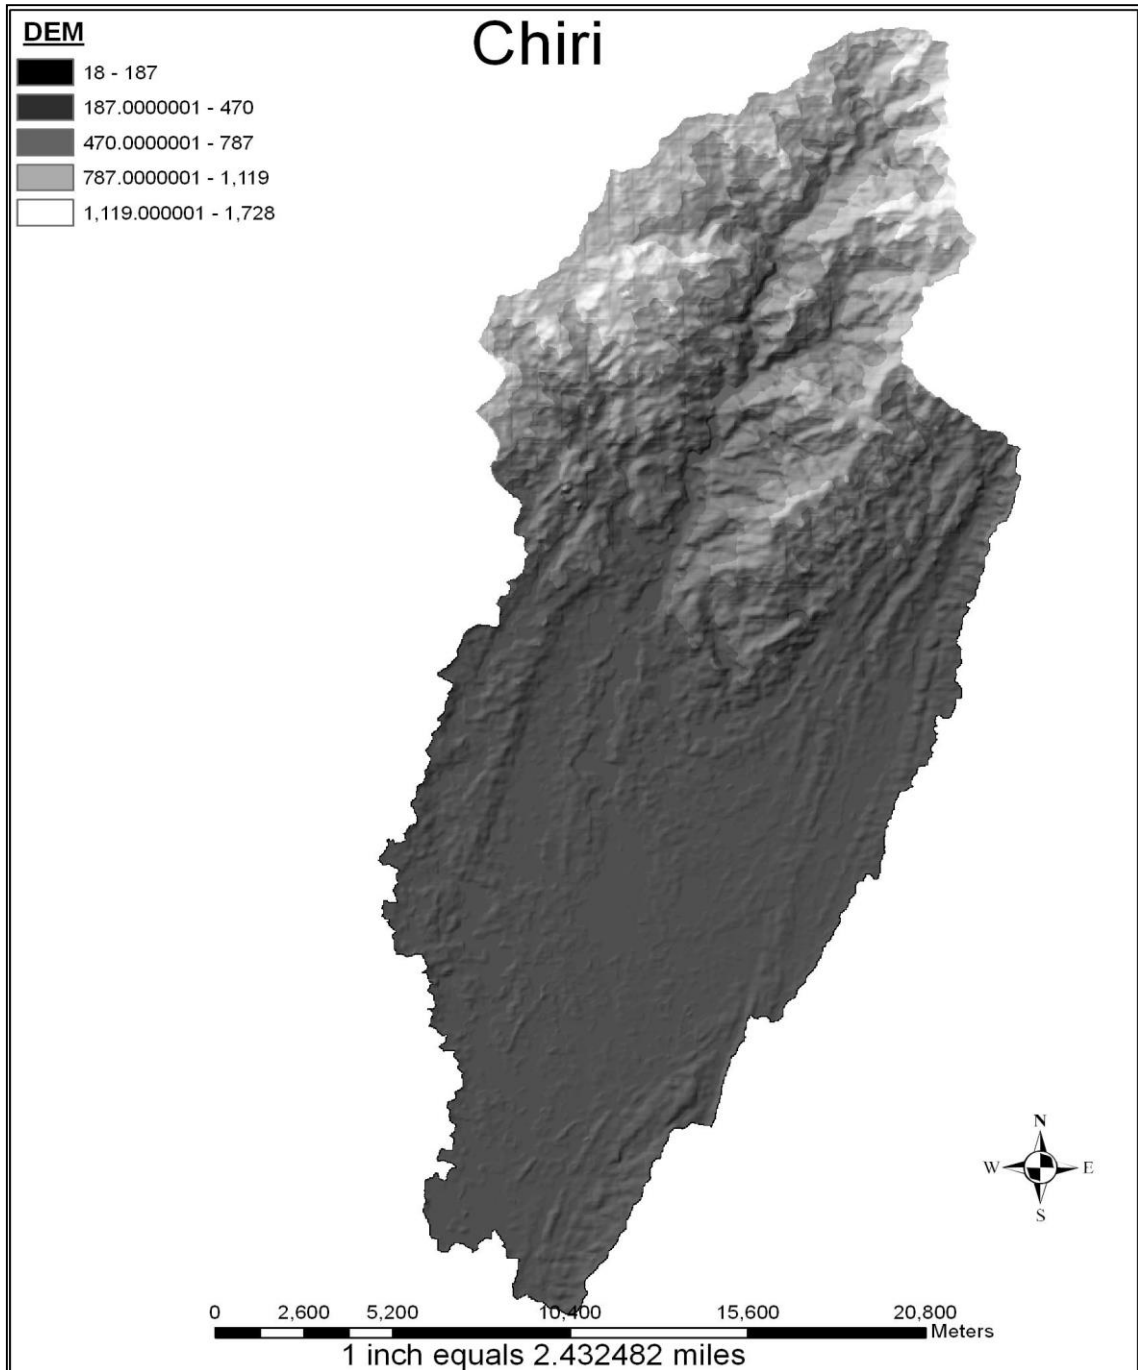 Chiri
DEM
18 - 187
187.0000001 - 470
470.0000001 - 787
787.0000001 - 1,119
1,119.000001 - 1,728
N
W E
S
0 2,600 5,200 10,400 15,600 20,800
Meters
1 inch equals 2.432482 miles